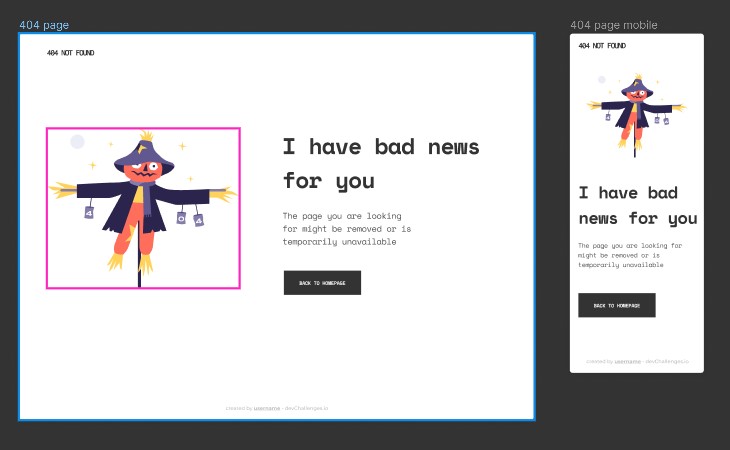 404 page
404 NOT FOUND
4
0
4
I have bad news
for you
The page you are looking
for might be removed or is
temporarily unavailable
BACK TO HOMEPAGE
created by username - devChallenges.io
404 page mobile
404 NOT FOUND
I have bad
news for you
The page you are looking for
might be removed or is
temporarily unavailable
BACK TO HOMEPAGE
created by username - devChallenges.io